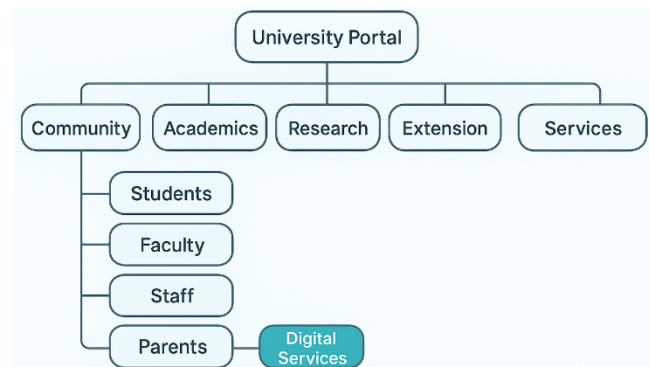 University Portal
Community
Academics
Research
Extension
Services
Students
Faculty
Staff
Parents
Digital
Services